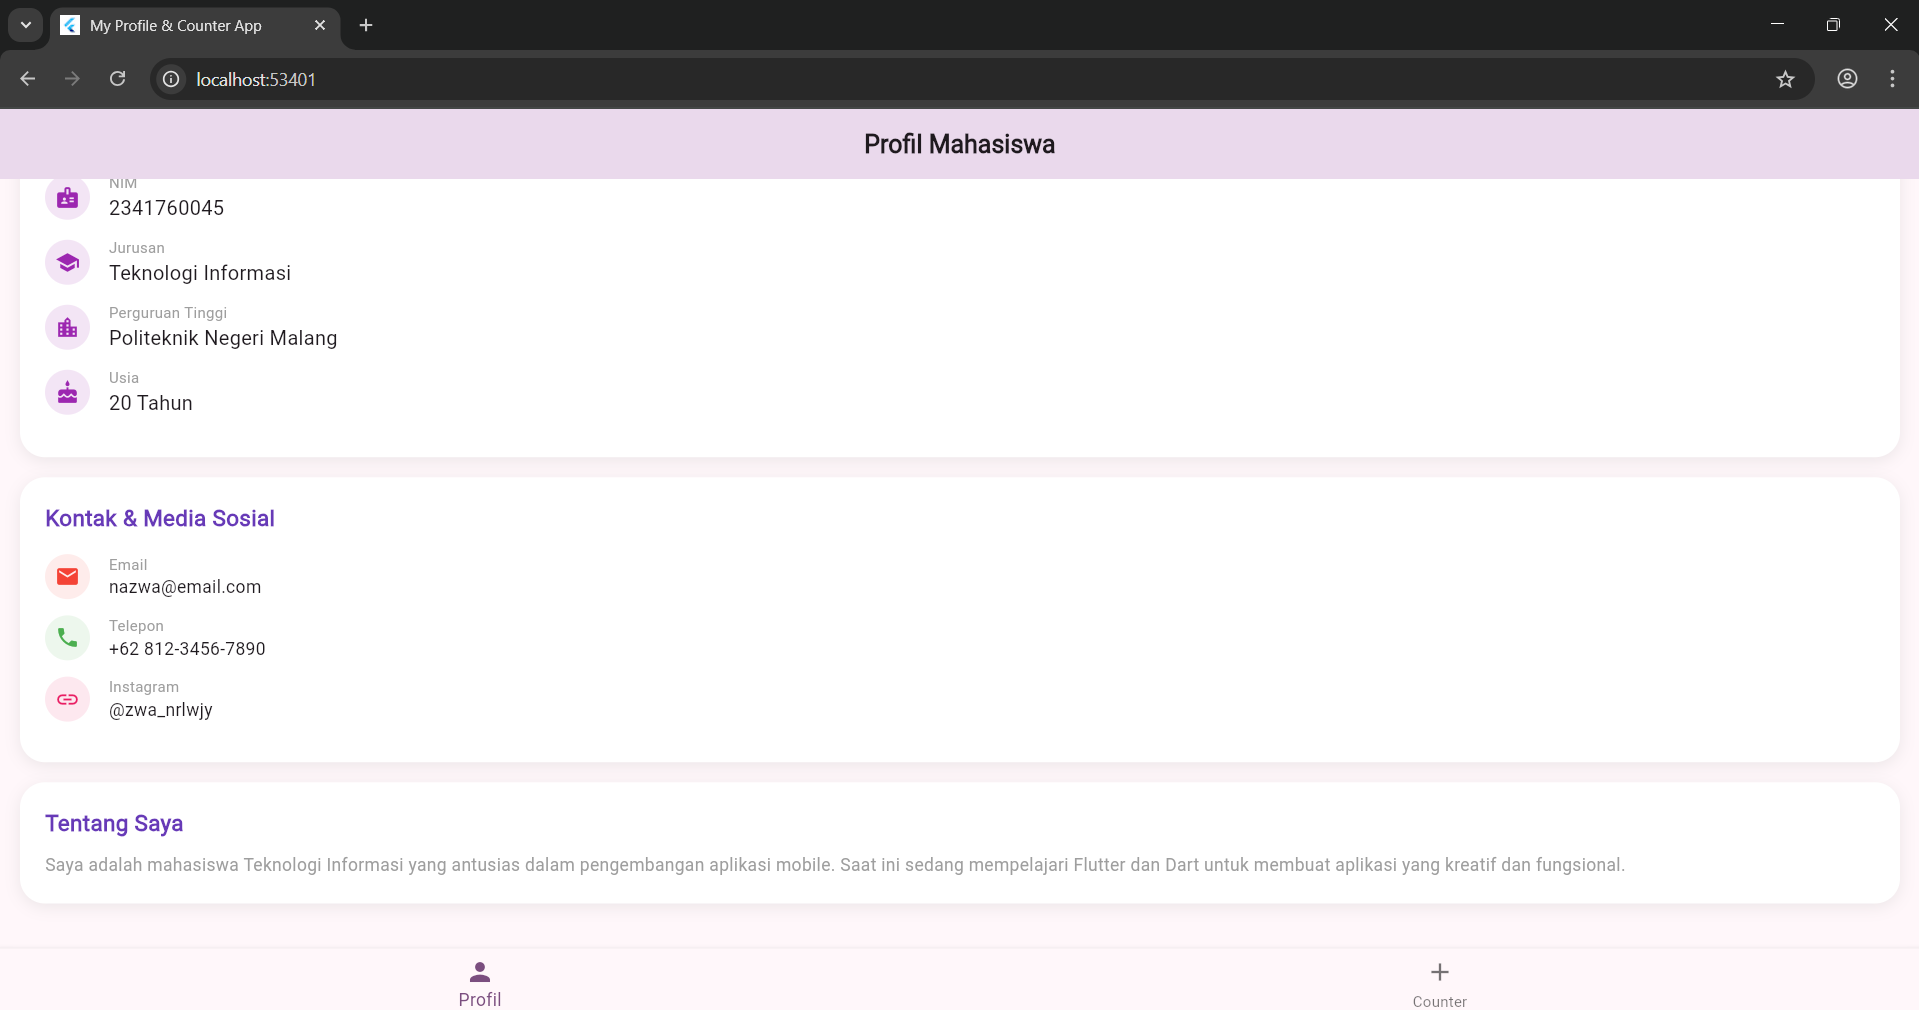 My Profile & Counter App
localhost:53401
Profil Mahasiswa
NIM
2341760045
Jurusan
Teknologi Informasi
Perguruan Tinggi
Politeknik Negeri Malang
Usia
20 Tahun
Kontak & Media Sosial
Email
nazwa@email.com
Telepon
+62 812-3456-7890
Instagram
@zwa_nrlwjy
Tentang Saya
Saya adalah mahasiswa Teknologi Informasi yang antusias dalam pengembangan aplikasi mobile. Saat ini sedang mempelajari Flutter dan Dart untuk membuat aplikasi yang kreatif dan fungsional.
Profil
Counter